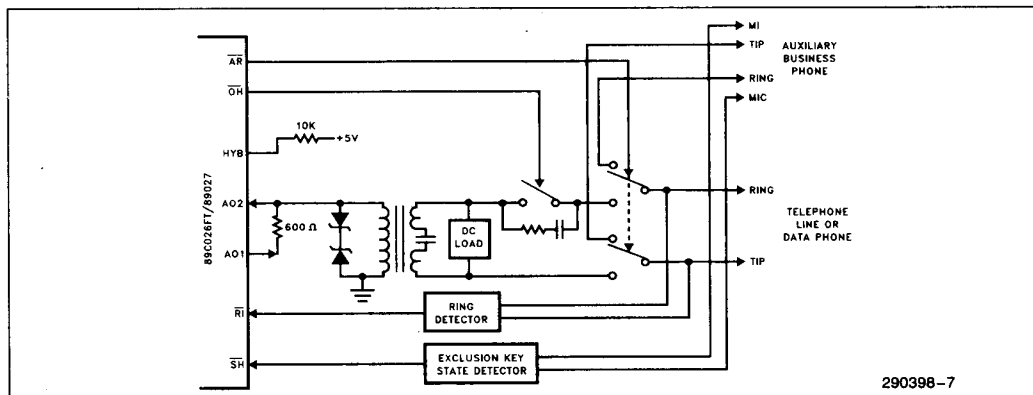 MI
TIP
AUXILIARY
BUSINESS
PHONE
RING
MIC
AR
OH
10K
+5V
HYB
89C026FT/89027
AO2
600 Ω
AO1
DC
LOAD
RING
TELEPHONE
LINE OR
DATA PHONE
TIP
RI
RING
DETECTOR
SH
EXCLUSION KEY
STATE DETECTOR
290398-7